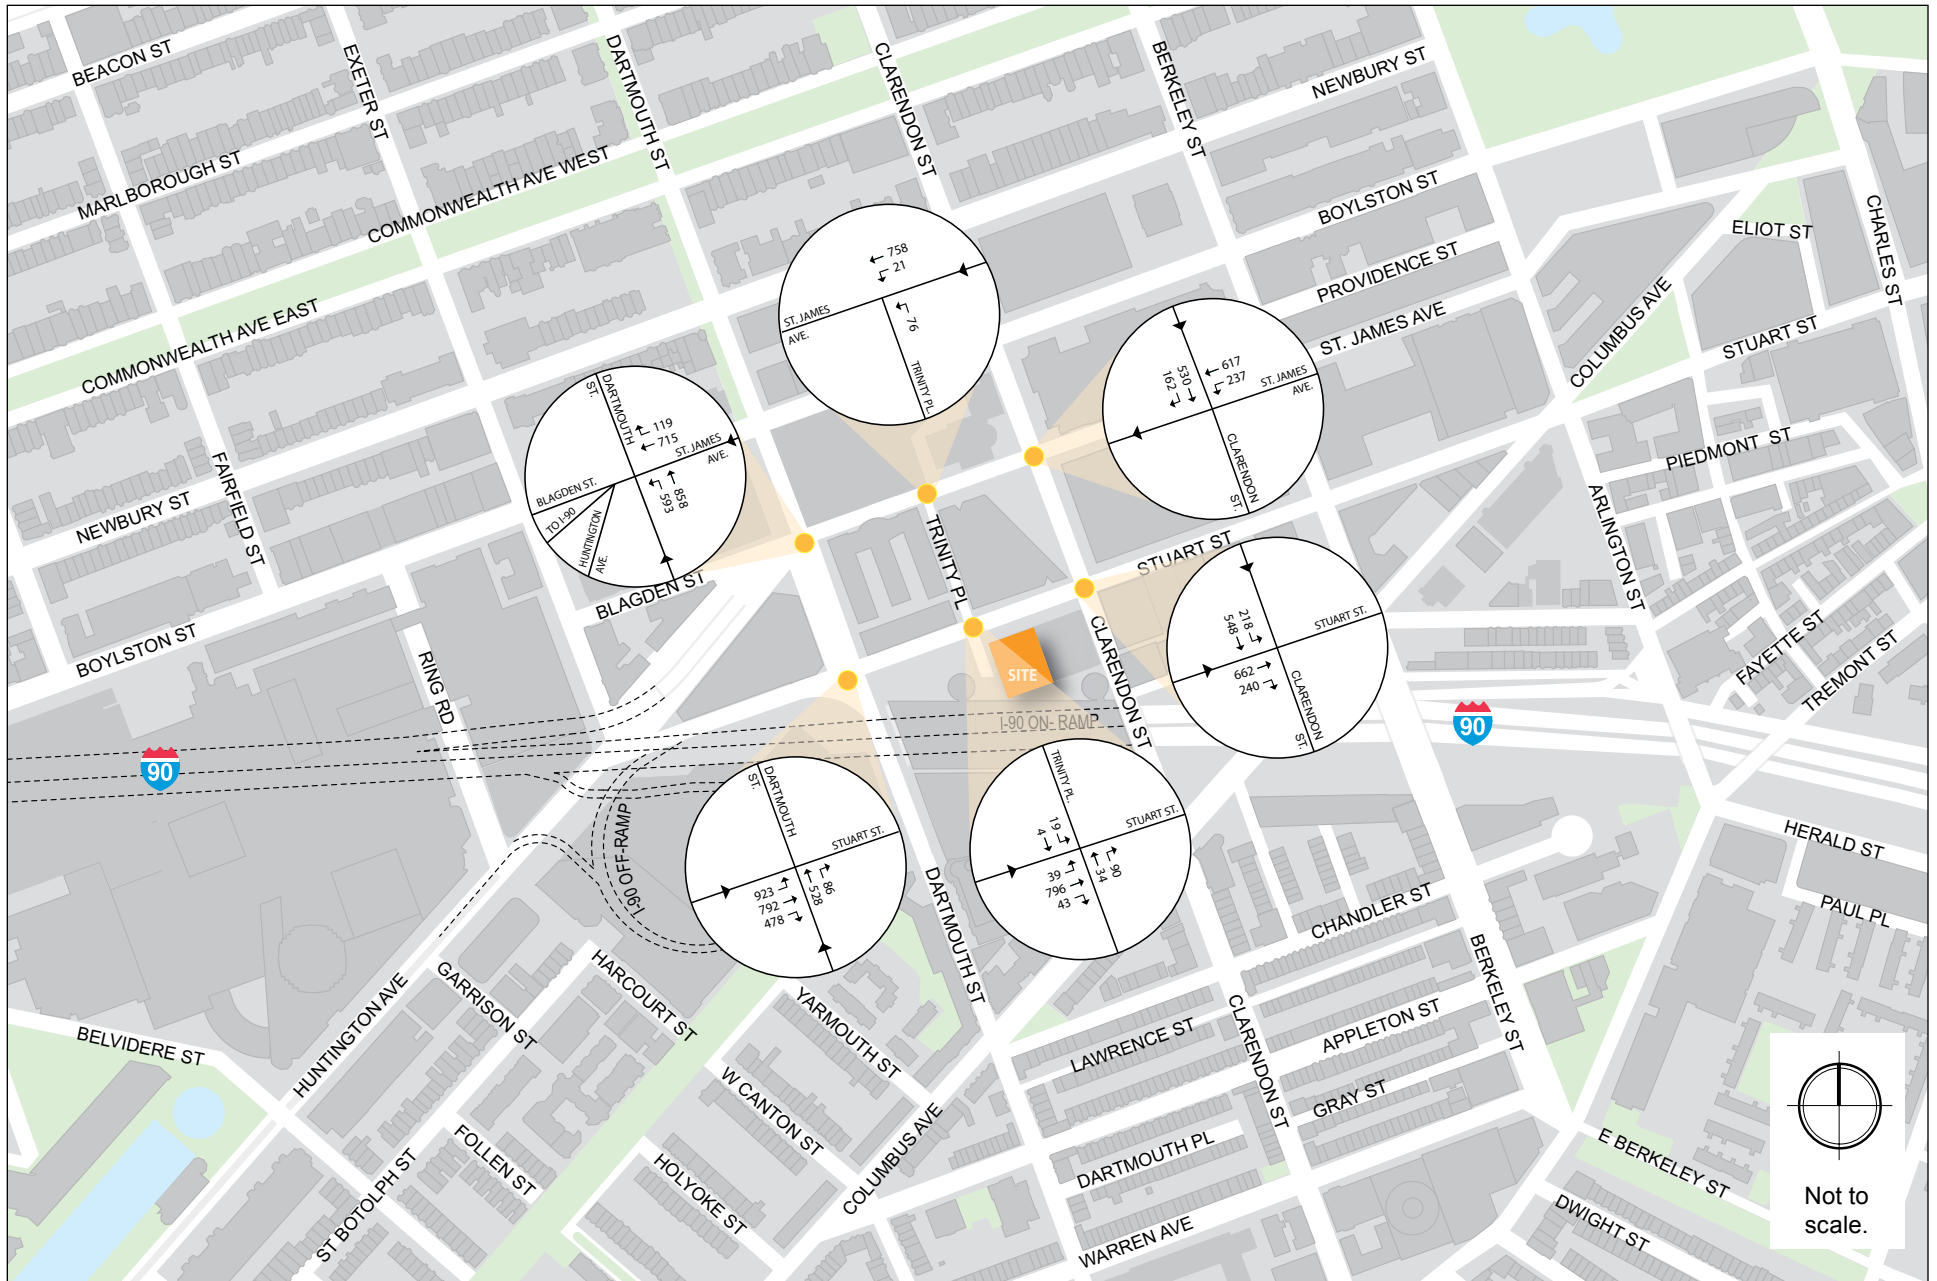 BEACON ST
EXETER ST
DARTMOUTH ST
CLARENDON ST
BERKELEY ST
NEWBURY ST
MARLBOROUGH ST
COMMONWEALTH AVE WEST
BOYLSTON ST
ELIOT ST
CHARLES ST
PROVIDENCE ST
COLUMBUS AVE
COMMONWEALTH AVE EAST
ST. JAMES AVE
STUART ST
758
21
76
ST. JAMES
AVE.
TRINITY PL.
617
237
530
162
ST. JAMES
AVE.
CLARENDON
ST.
DARTMOUTH
ST.
119
715
ST. JAMES
AVE.
858
593
BLAGDEN ST.
TO I-90
HUNTINGTON
AVE.
FAIRFIELD ST
NEWBURY ST
PIEDMONT ST
ARLINGTON ST
TRINITY PL
STUART ST
BLAGDEN ST
BOYLSTON ST
RING RD
CLARENDON ST
SITE
218
548
662
240
STUART ST.
CLARENDON
ST.
FAYETTE ST
TREMONT ST
I-90 ON- RAMP
90
90
I-90 OFF-RAMP
DARTMOUTH
ST.
STUART ST.
923
792
478
528
86
TRINITY PL.
STUART ST.
19
4
39
796
43
34
90
HERALD ST
PAUL PL
CHANDLER ST
DARTMOUTH ST
BERKELEY ST
HUNTINGTON AVE
GARRISON ST
HARCOURT ST
YARMOUTH ST
LAWRENCE ST
CLARENDON ST
APPLETON ST
GRAY ST
BELVIDERE ST
W CANTON ST
COLUMBUS AVE
FOLLEN ST
ST BOTOLPH ST
HOLYOKE ST
DARTMOUTH PL
WARREN AVE
E BERKELEY ST
DWIGHT ST
Not to
scale.